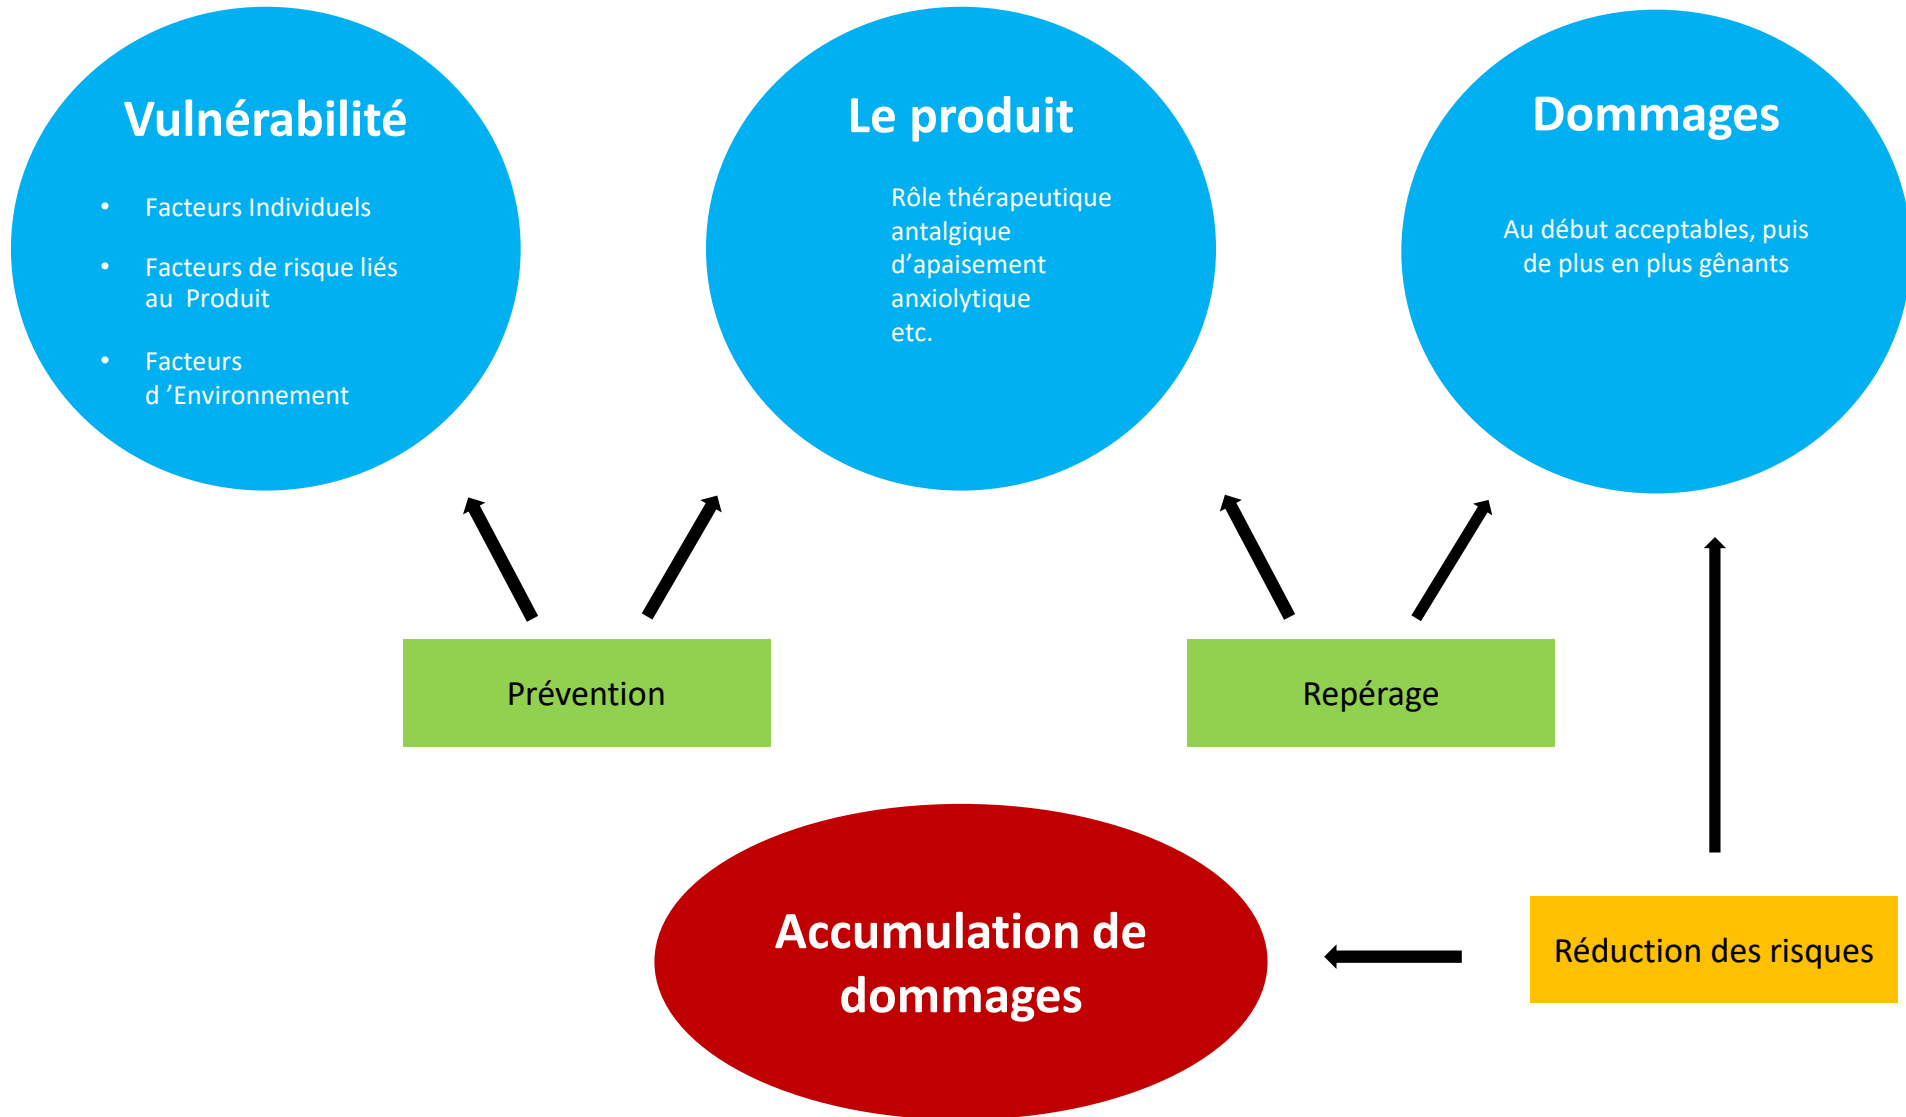 Vulnérabilité
• Facteurs Individuels
• Facteurs de risque liés
au Produit
• Facteurs
d ’Environnement
Le produit
Rôle thérapeutique
antalgique
d’apaisement
anxiolytique
etc.
Dommages
Au début acceptables, puis
de plus en plus gênants
Prévention
Repérage
Accumulation de
dommages
Réduction des risques